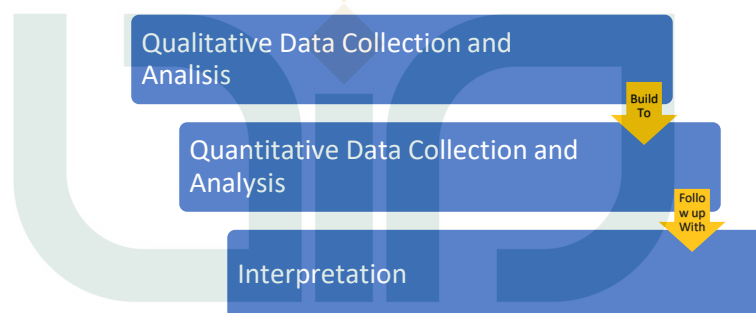 Qualitative Data Collection and
Analisis
Build
To
Quantitative Data Collection and
Analysis
Follo
w up
With
Interpretation